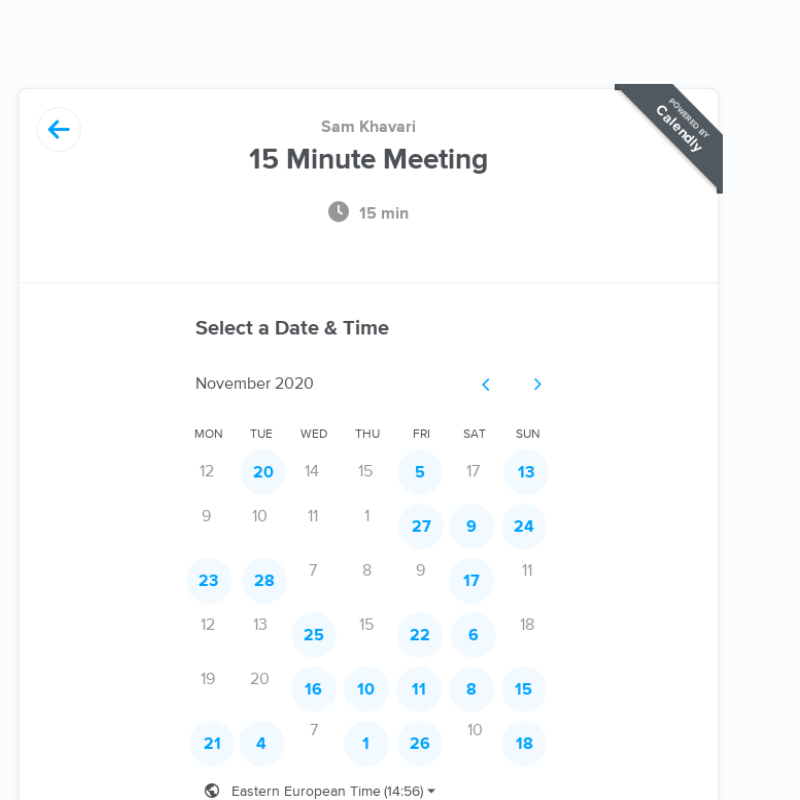 POWERED BY
Calendly
Sam Khavari
15 Minute Meeting
15 min
Select a Date & Time
November 2020
MON TUE WED THU FRI SAT SUN
12 20 14 15 5 17 13
9 10 11 1 27 9 24
23 28 7 8 9 17 11
12 13 25 15 22 6 18
19 20 16 10 11 8 15
21 4 7 1 26 10 18
Eastern European Time (14:56)